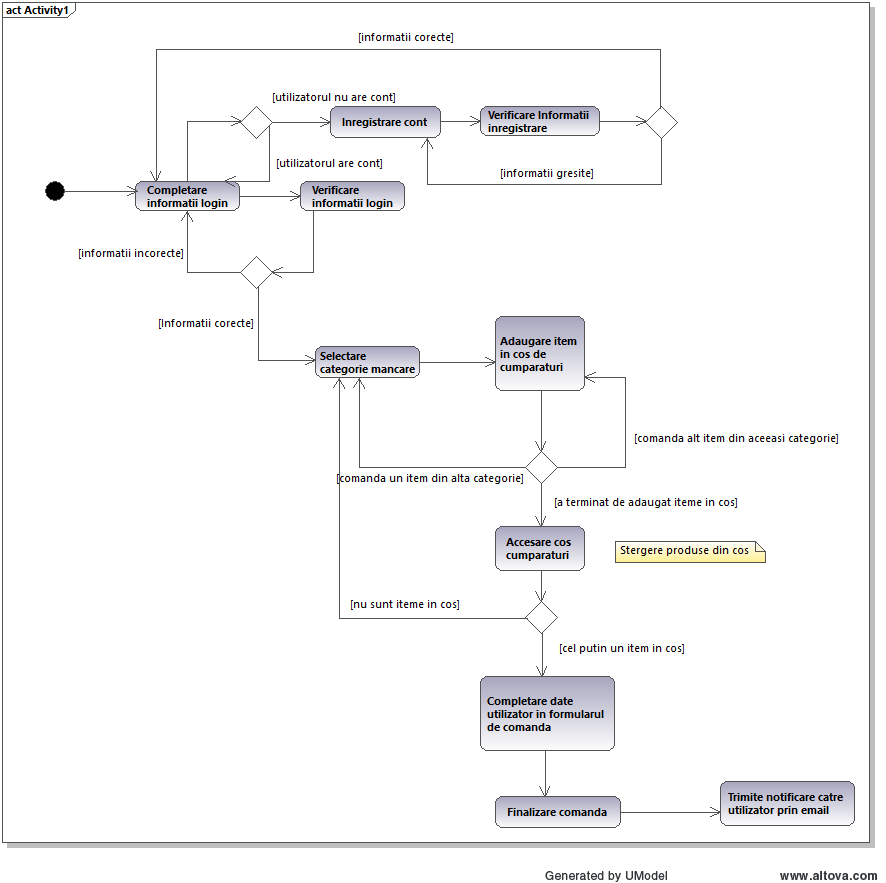 act Activity1
[informatii corecte]
[utilizatorul nu are cont]
Inregistrare cont
Verificare Informatii
inregistrare
[utilizatorul are cont]
[informatii gresite]
Completare
informatii login
Verificare
informatii login
[informatii incorecte]
[Informatii corecte]
Selectare
categorie mancare
Adaugare item
in cos de
cumparaturi
[comanda alt item din aceeasi categorie]
[comanda un item din alta categorie]
[a terminat de adaugat iteme in cos]
Accesare cos
cumparaturi
Stergere produse din cos
[nu sunt iteme in cos]
[cel putin un item in cos]
Completare date
utilizator in formularul
de comanda
Finalizare comanda
Trimite notificare catre
utilizator prin email
Generated by UModel
www.altova.com